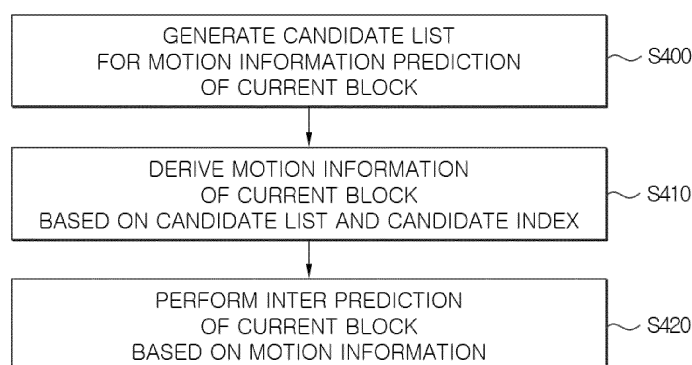 GENERATE CANDIDATE LIST
FOR MOTION INFORMATION PREDICTION
OF CURRENT BLOCK
S400
DERIVE MOTION INFORMATION
OF CURRENT BLOCK
BASED ON CANDIDATE LIST AND CANDIDATE INDEX
S410
PERFORM INTER PREDICTION
OF CURRENT BLOCK
BASED ON MOTION INFORMATION
S420